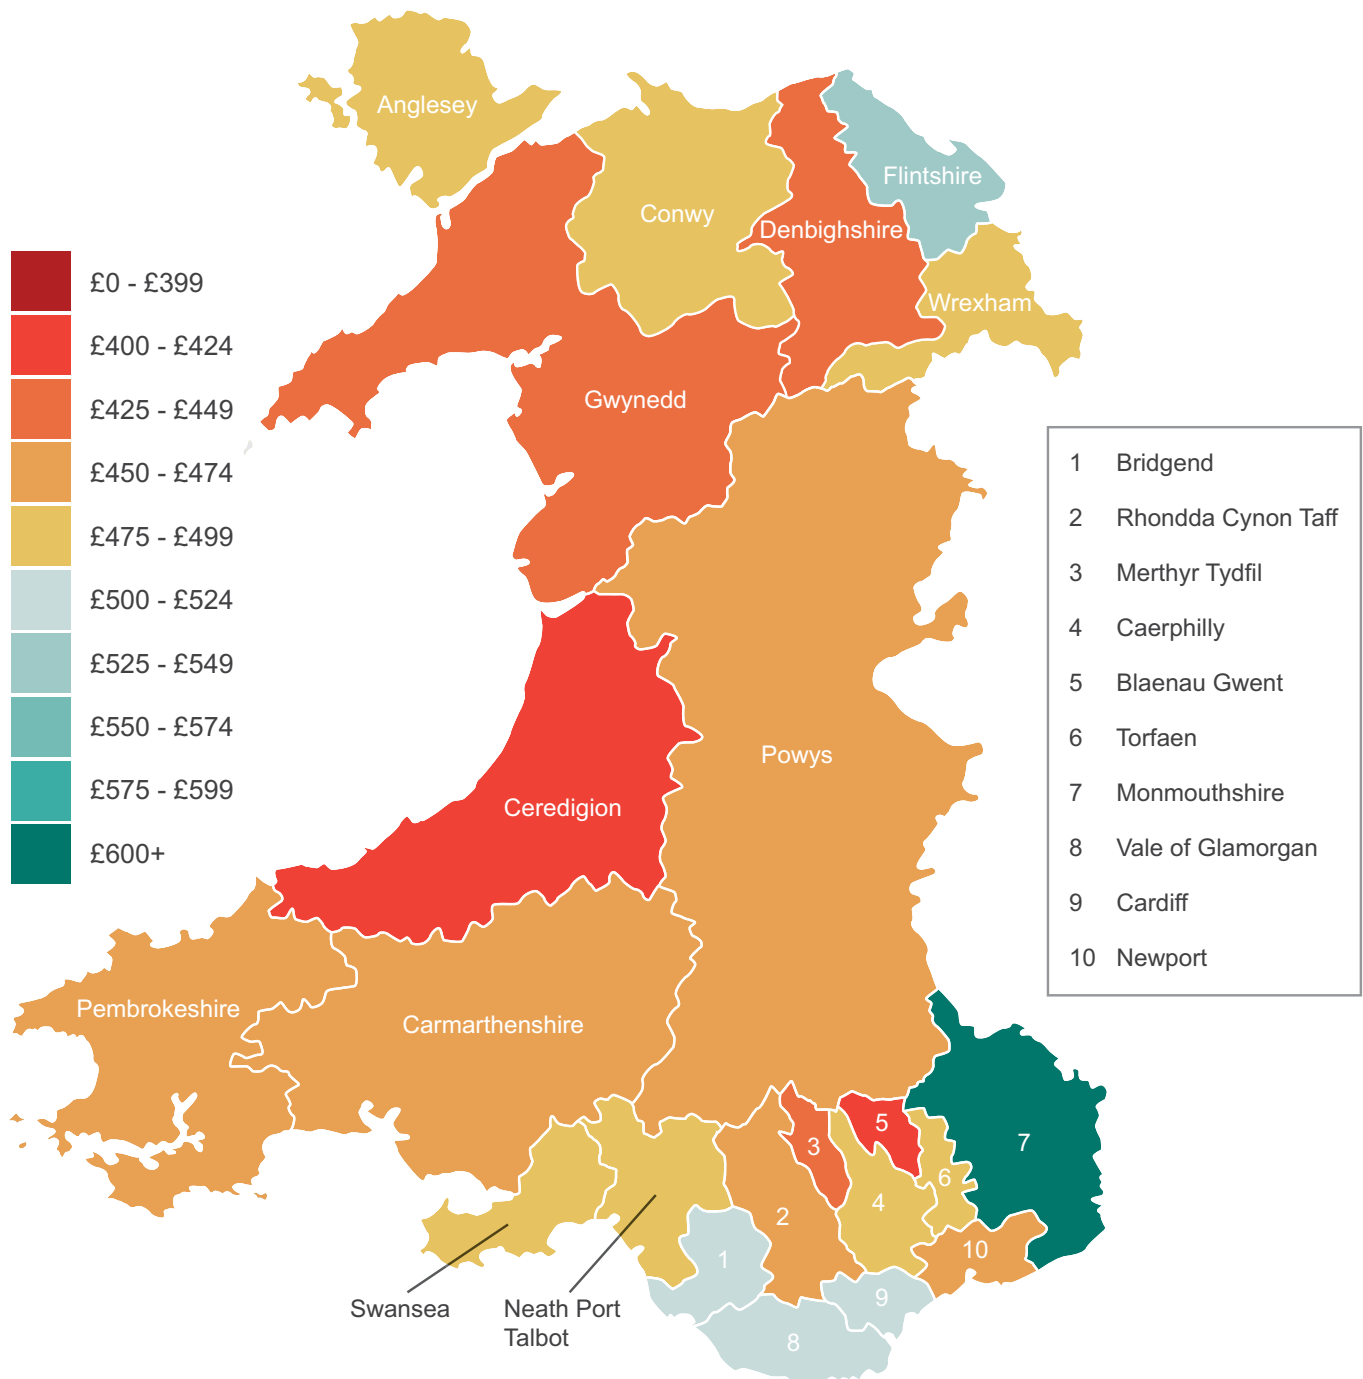 Anglesey
Flintshire
Conwy
Denbighshire
Wrexham
Gwynedd
£0 - £399
£400 - £424
£425 - £449
£450 - £474
£475 - £499
£500 - £524
£525 - £549
£550 - £574
£575 - £599
£600+
1 Bridgend
2 Rhondda Cynon Taff
3 Merthyr Tydfil
4 Caerphilly
5 Blaenau Gwent
6 Torfaen
7 Monmouthshire
8 Vale of Glamorgan
9 Cardiff
10 Newport
Powys
Ceredigion
Pembrokeshire
Carmarthenshire
5
7
3
6
4
2
10
1
9
8
Swansea
Neath Port
Talbot